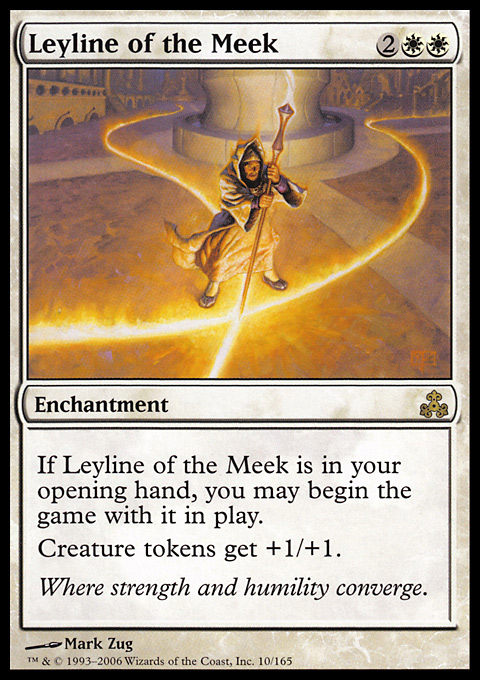 Leyline of the Meek 2
Enchantment
If Leyline of the Meek is in your
opening hand, you may begin the
game with it in play.
Creature tokens get +1/+1.
Where strength and humility converge.
Mark Zug
™ & © 1993–2006 Wizards of the Coast, Inc. 10/165